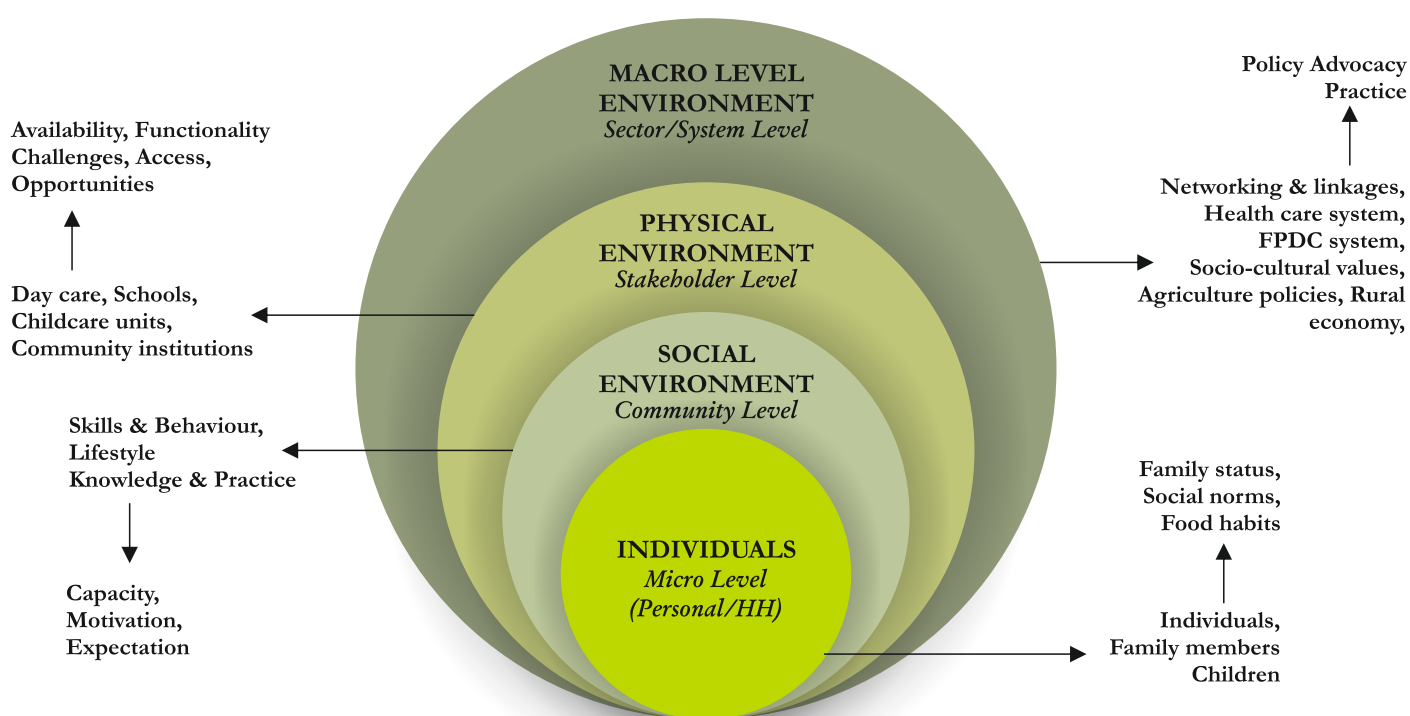 MACRO LEVEL
ENVIRONMENT
Sector/System Level
PHYSICAL
ENVIRONMENT
Stakeholder Level
SOCIAL
ENVIRONMENT
Community Level
INDIVIDUALS
Micro Level
(Personal/HH)
Availability, Functionality
Challenges, Access,
Opportunities
Day care, Schools,
Childcare units,
Community institutions
Skills & Behaviour,
Lifestyle
Knowledge & Practice
Capacity,
Motivation,
Expectation
Policy Advocacy
Practice
Networking & linkages,
Health care system,
FPDC system,
Socio-cultural values,
Agriculture policies, Rural
economy,
Family status,
Social norms,
Food habits
Individuals,
Family members
Children